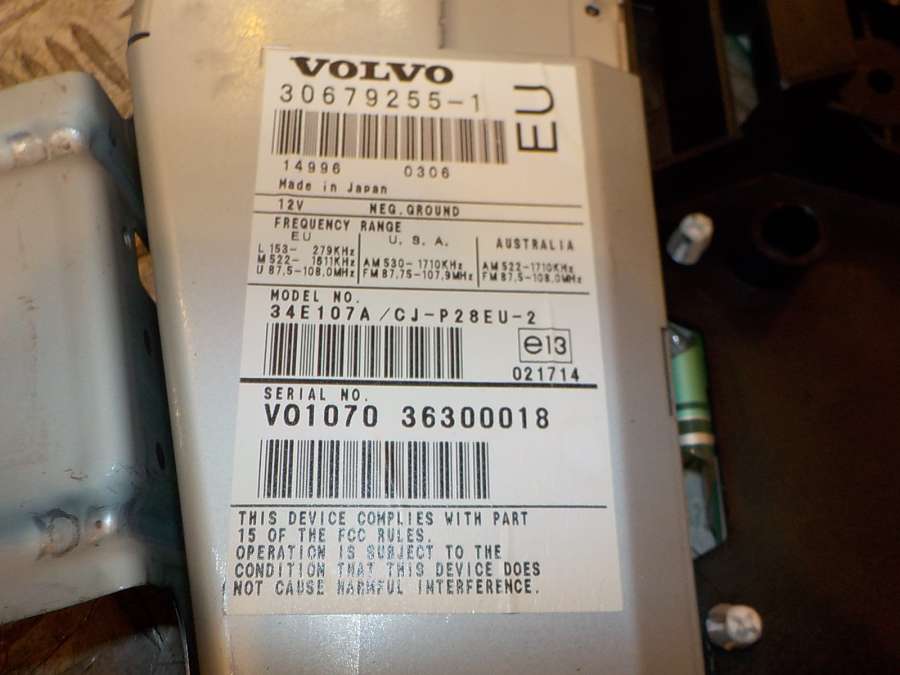 VOLVO
30679255-1
EU
14996 0306
Made in Japan
12V NEG.GROUND
FREQUENCY RANGE
EU U.S.A. AUSTRALIA
L 153- 279KHz
M 522- 1611KHz AM 530-1710KHz AM 522-1710KHz
U 87.5-108.0MHz FM 87.75-107.9MHz FM 87.5-108.0MHz
MODEL NO.
34E107A/CJ-P28EU-2
e13
021714
SERIAL NO.
V01070 36300018
THIS DEVICE COMPLIES WITH PART
15 OF THE FCC RULES.
OPERATION IS SUBJECT TO THE
CONDITION THAT THIS DEVICE DOES
NOT CAUSE HARMFUL INTERFERENCE.